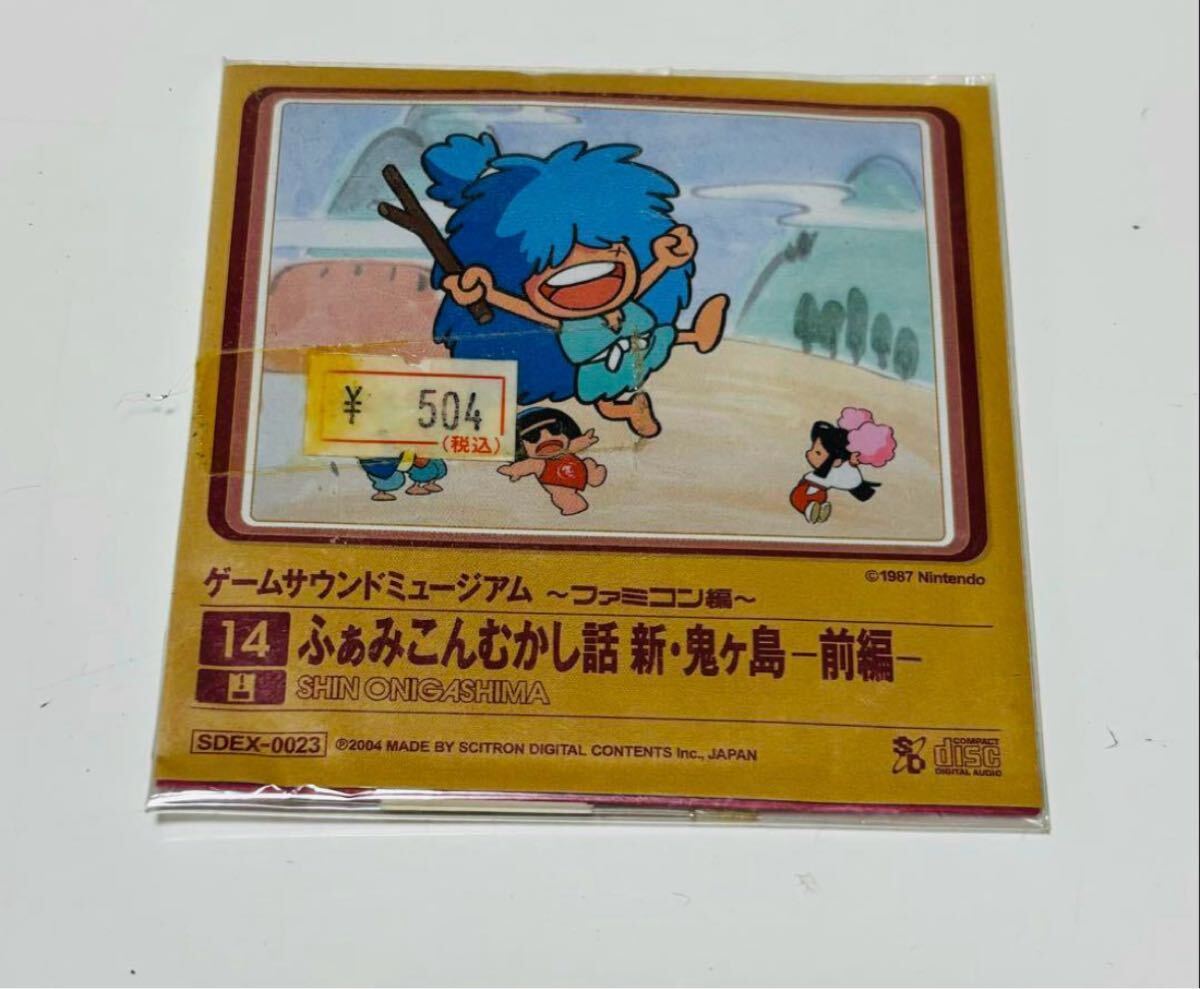 ¥ 504
(税込)
©1987 Nintendo
ゲームサウンドミュージアム ～ファミコン編～
14 ふぁみこんむかし話 新・鬼ヶ島－前編－
SHIN ONIGASHIMA
SDEX-0023 ℗2004 MADE BY SCITRON DIGITAL CONTENTS Inc., JAPAN
SD
COMPACT
disc
DIGITAL AUDIO